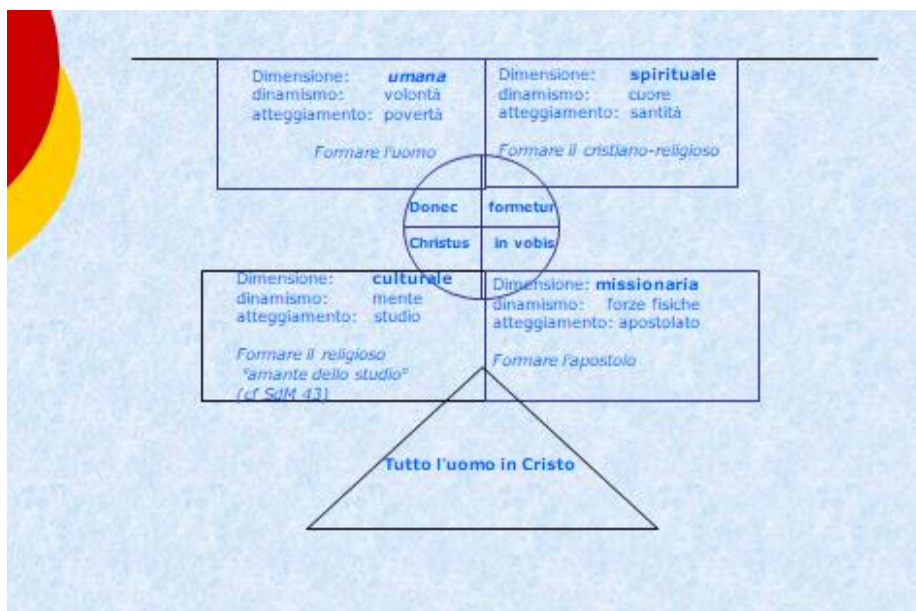 Dimensione: umana
dinamismo: volontà
atteggiamento: povertà
Formare l'uomo
Dimensione: spirituale
dinamismo: cuore
atteggiamento: santità
Formare il cristiano-religioso
Donec formetur
Christus in vobis
Dimensione: culturale
dinamismo: mente
atteggiamento: studio
Formare il religioso
"amante dello studio"
(cf SdM 43)
Dimensione: missionaria
dinamismo: forze fisiche
atteggiamento: apostolato
Formare l'apostolo
Tutto l'uomo in Cristo